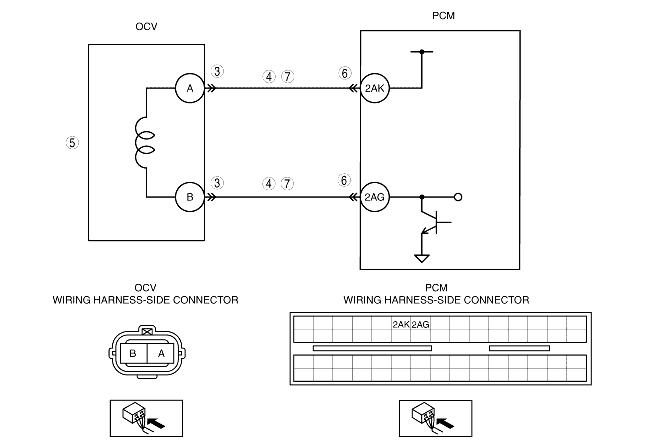 OCV
PCM
A
③
④ ⑦
⑥
2AK
⑤
B
③
④ ⑦
⑥
2AG
OCV
WIRING HARNESS-SIDE CONNECTOR
PCM
WIRING HARNESS-SIDE CONNECTOR
B A
2AK 2AG